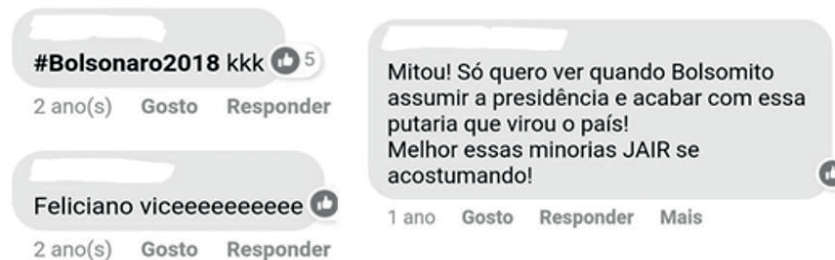 #Bolsonaro2018 kkk 5
2 ano(s) Gosto Responder
Feliciano viceeeeeeeeeee
2 ano(s) Gosto Responder
Mitou! Só quero ver quando Bolsomito
assumir a presidência e acabar com essa
putaria que virou o país!
Melhor essas minorias JAIR se
acostumando!
1 ano Gosto Responder Mais